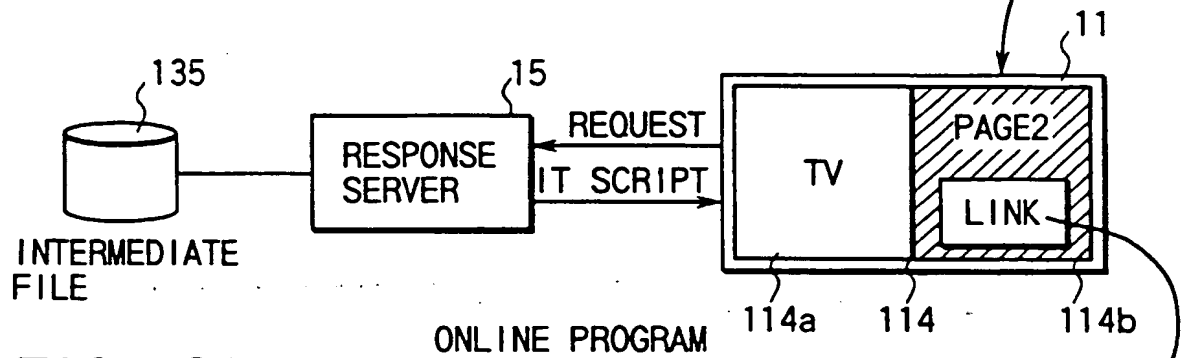 135
15
11
REQUEST
PAGE2
RESPONSE
SERVER
TV
IT SCRIPT
LINK
INTERMEDIATE
FILE
114a
114
114b
ONLINE PROGRAM